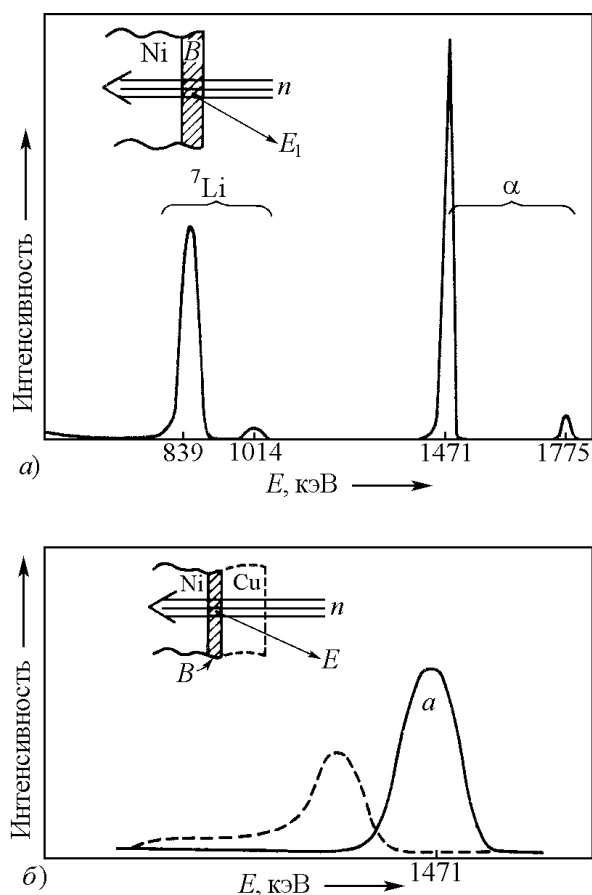 Ni B
n
E₁
⁷Li
α
Интенсивность
839 1014 1471 1775
а) E, кэВ
Ni Cu
n
B E
a
Интенсивность
1471
б) E, кэВ